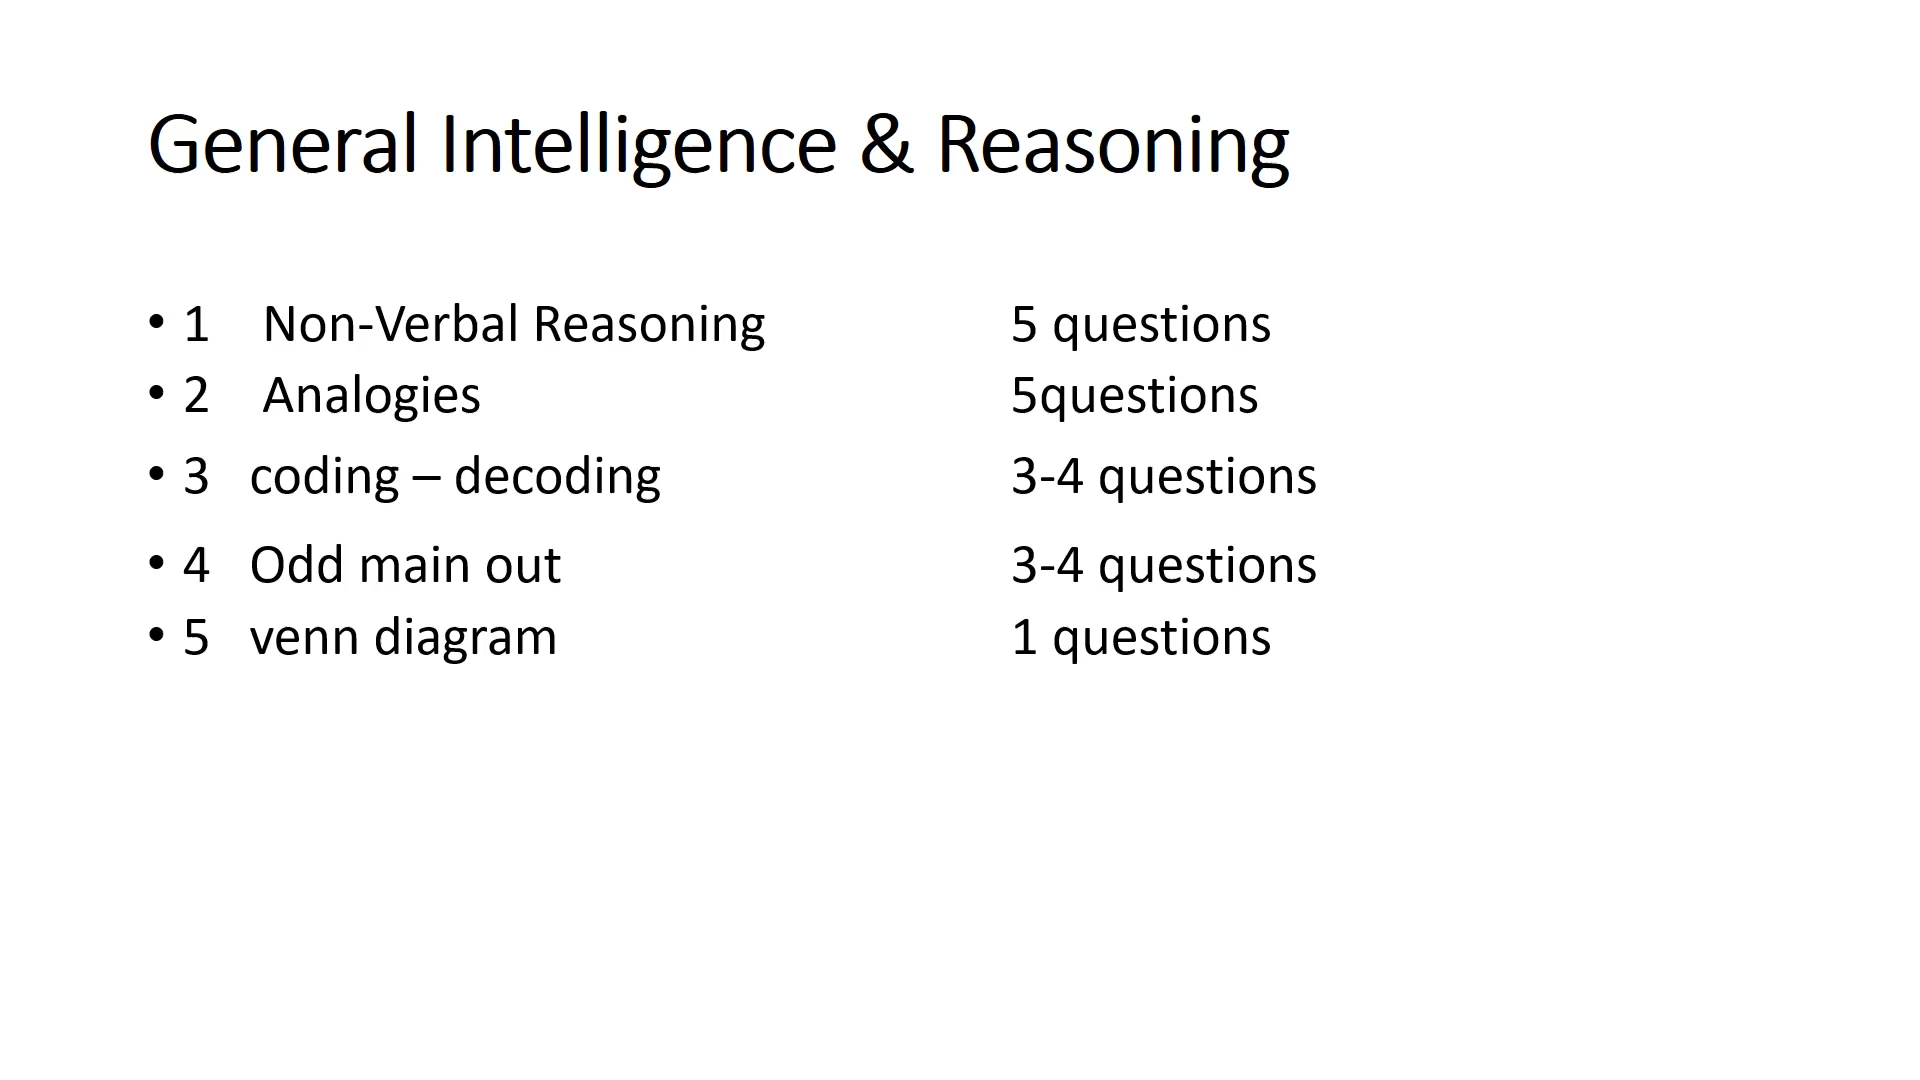 General Intelligence & Reasoning
• 1 Non-Verbal Reasoning 5 questions
• 2 Analogies 5questions
• 3 coding – decoding 3-4 questions
• 4 Odd main out 3-4 questions
• 5 venn diagram 1 questions